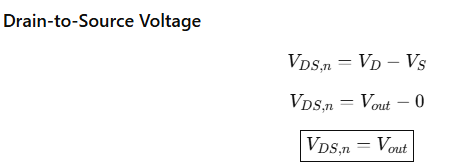 Drain-to-Source Voltage
V_{DS,n} = V_D − V_S
V_{DS,n} = V_{out} − 0
V_{DS,n} = V_{out}